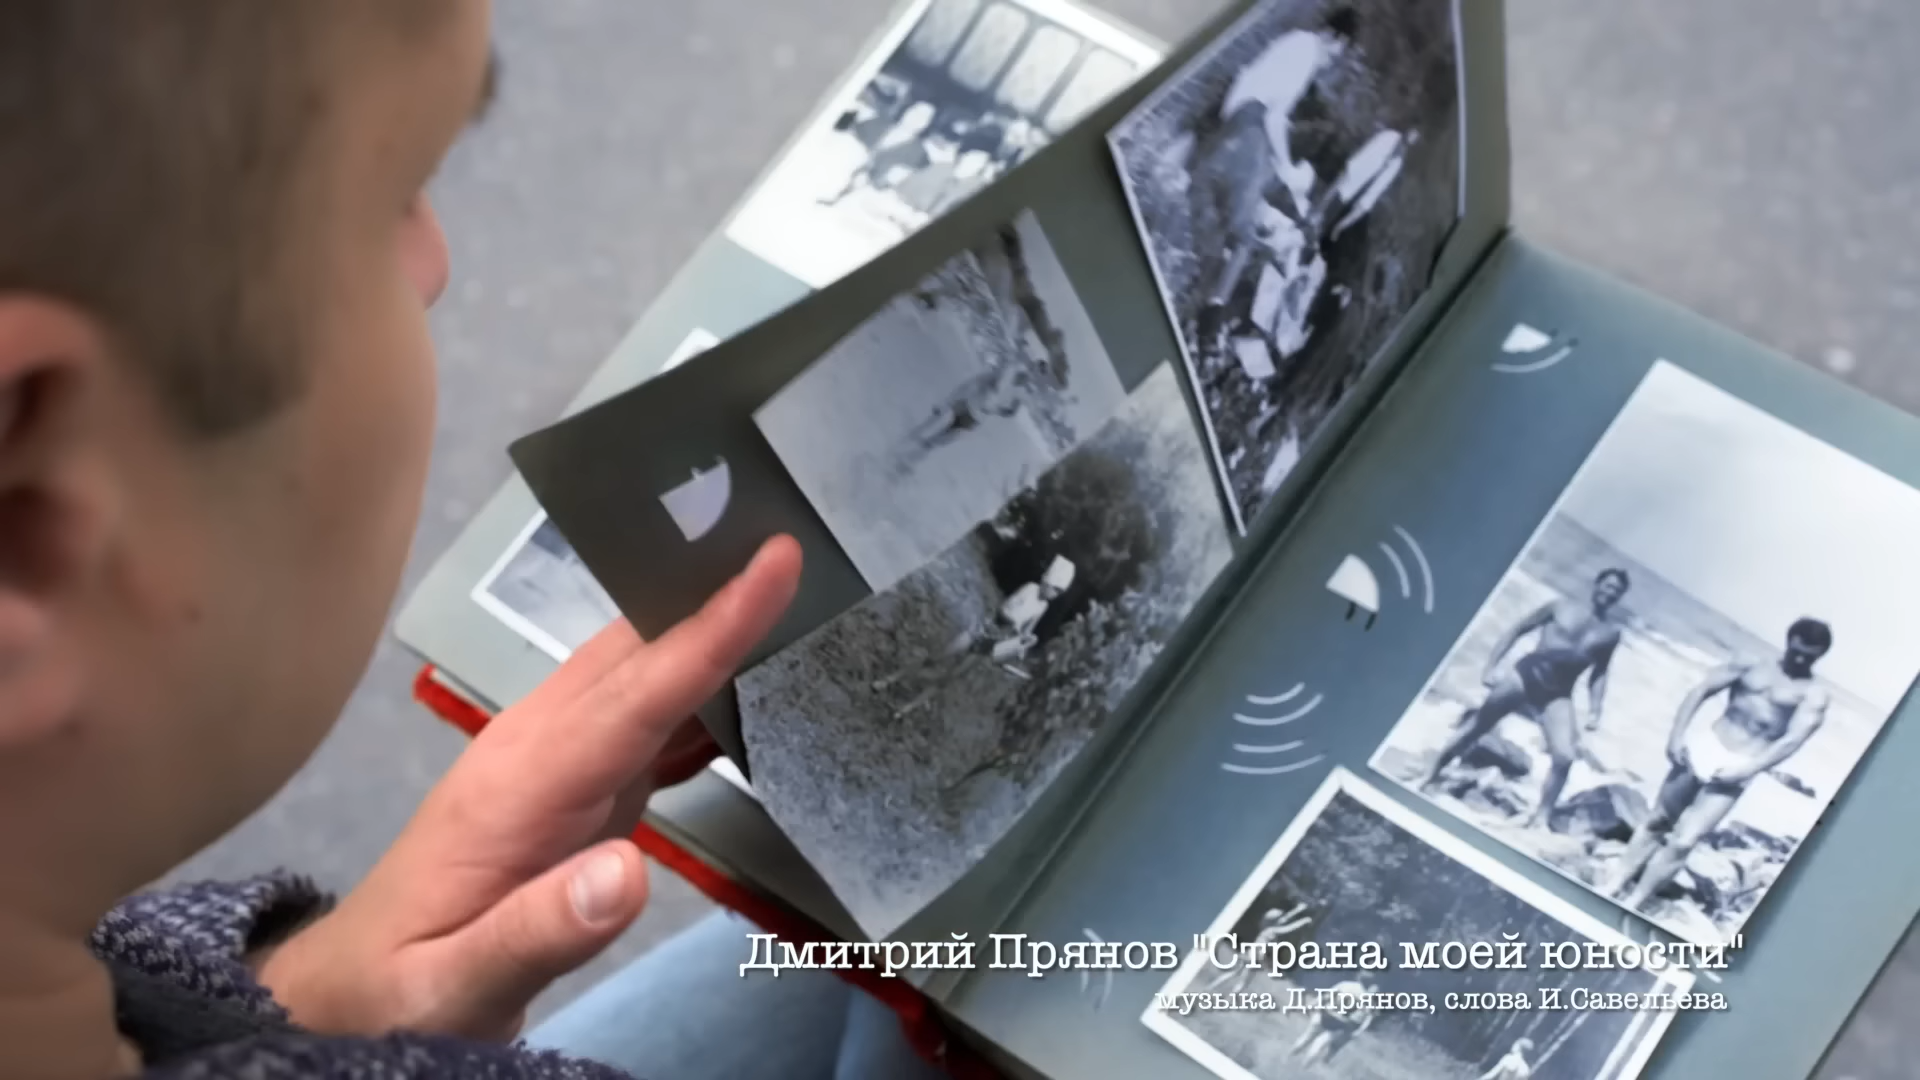 Дмитрий Прянов "Страна моей юности"
музыка Д.Прянов, слова И.Савельева